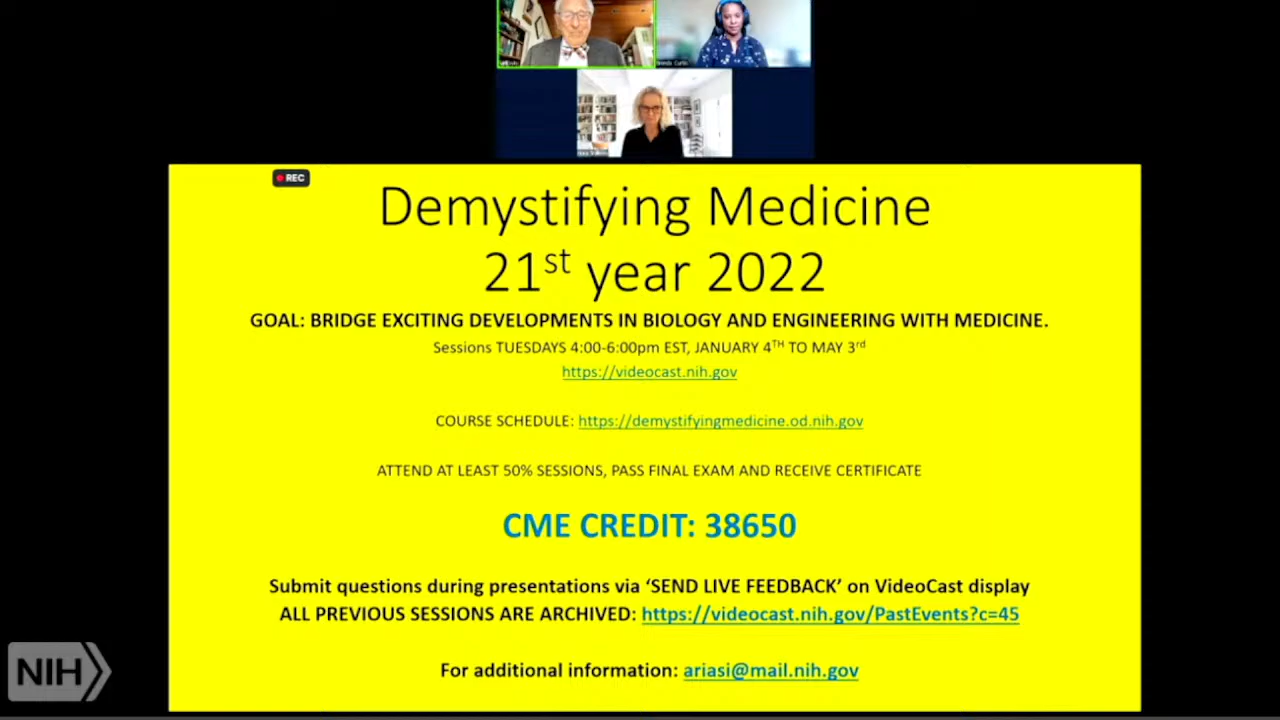 REC
Demystifying Medicine
21st year 2022
GOAL: BRIDGE EXCITING DEVELOPMENTS IN BIOLOGY AND ENGINEERING WITH MEDICINE.
Sessions TUESDAYS 4:00-6:00pm EST, JANUARY 4TH TO MAY 3rd
https://videocast.nih.gov
COURSE SCHEDULE: https://demystifyingmedicine.od.nih.gov
ATTEND AT LEAST 50% SESSIONS, PASS FINAL EXAM AND RECEIVE CERTIFICATE
CME CREDIT: 38650
Submit questions during presentations via ‘SEND LIVE FEEDBACK’ on VideoCast display
ALL PREVIOUS SESSIONS ARE ARCHIVED: https://videocast.nih.gov/PastEvents?c=45
For additional information: ariasi@mail.nih.gov
NIH